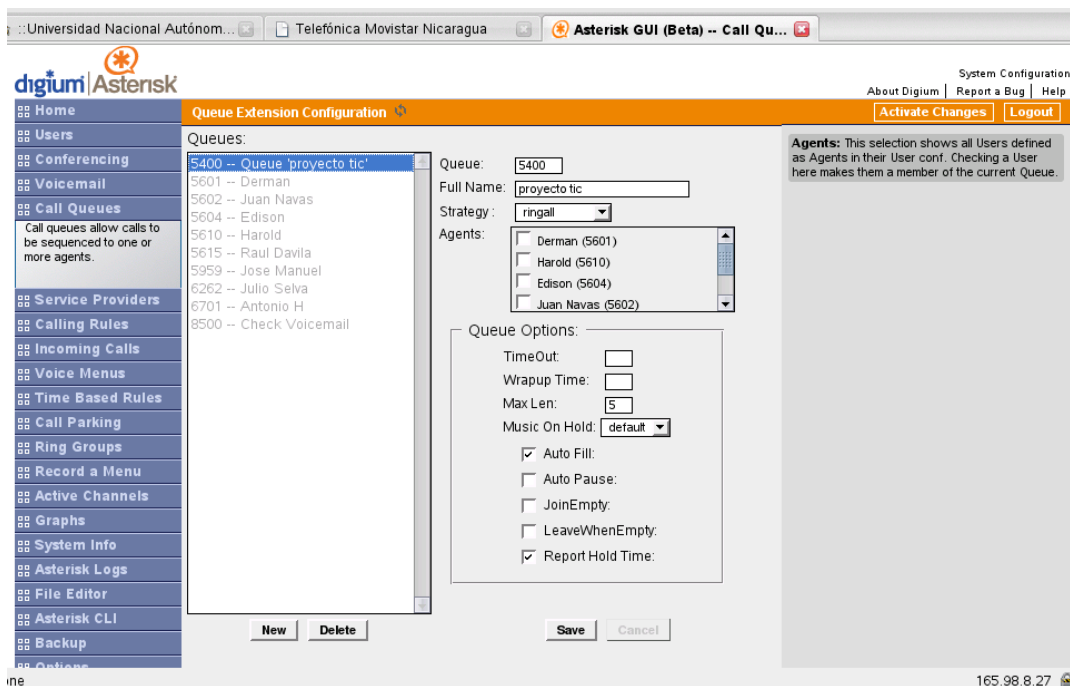 ::Universidad Nacional Autónom...
Telefónica Movistar Nicaragua
Asterisk GUI (Beta) -- Call Qu...
digium Asterisk
System Configuration
About Digium | Report a Bug | Help
Home
Queue Extension Configuration
Activate Changes
Logout
Users
Conferencing
Voicemail
Call Queues
Call queues allow calls to
be sequenced to one or
more agents.
Service Providers
Calling Rules
Incoming Calls
Voice Menus
Time Based Rules
Call Parking
Ring Groups
Record a Menu
Active Channels
Graphs
System Info
Asterisk Logs
File Editor
Asterisk CLI
Backup
Options
Queues:
5400 -- Queue 'proyecto tic'
5601 -- Derman
5602 -- Juan Navas
5604 -- Edison
5610 -- Harold
5615 -- Raul Davila
5959 -- Jose Manuel
6262 -- Julio Selva
6701 -- Antonio H
8500 -- Check Voicemail
New
Delete
Queue: 5400
Full Name: proyecto tic
Strategy: ringall
Agents:
Derman (5601)
Harold (5610)
Edison (5604)
Juan Navas (5602)
Queue Options:
TimeOut:
Wrapup Time:
Max Len: 5
Music On Hold: default
Auto Fill:
Auto Pause:
JoinEmpty:
LeaveWhenEmpty:
Report Hold Time:
Save
Cancel
Agents: This selection shows all Users defined
as Agents in their User conf. Checking a User
here makes them a member of the current Queue.
one
165.98.8.27